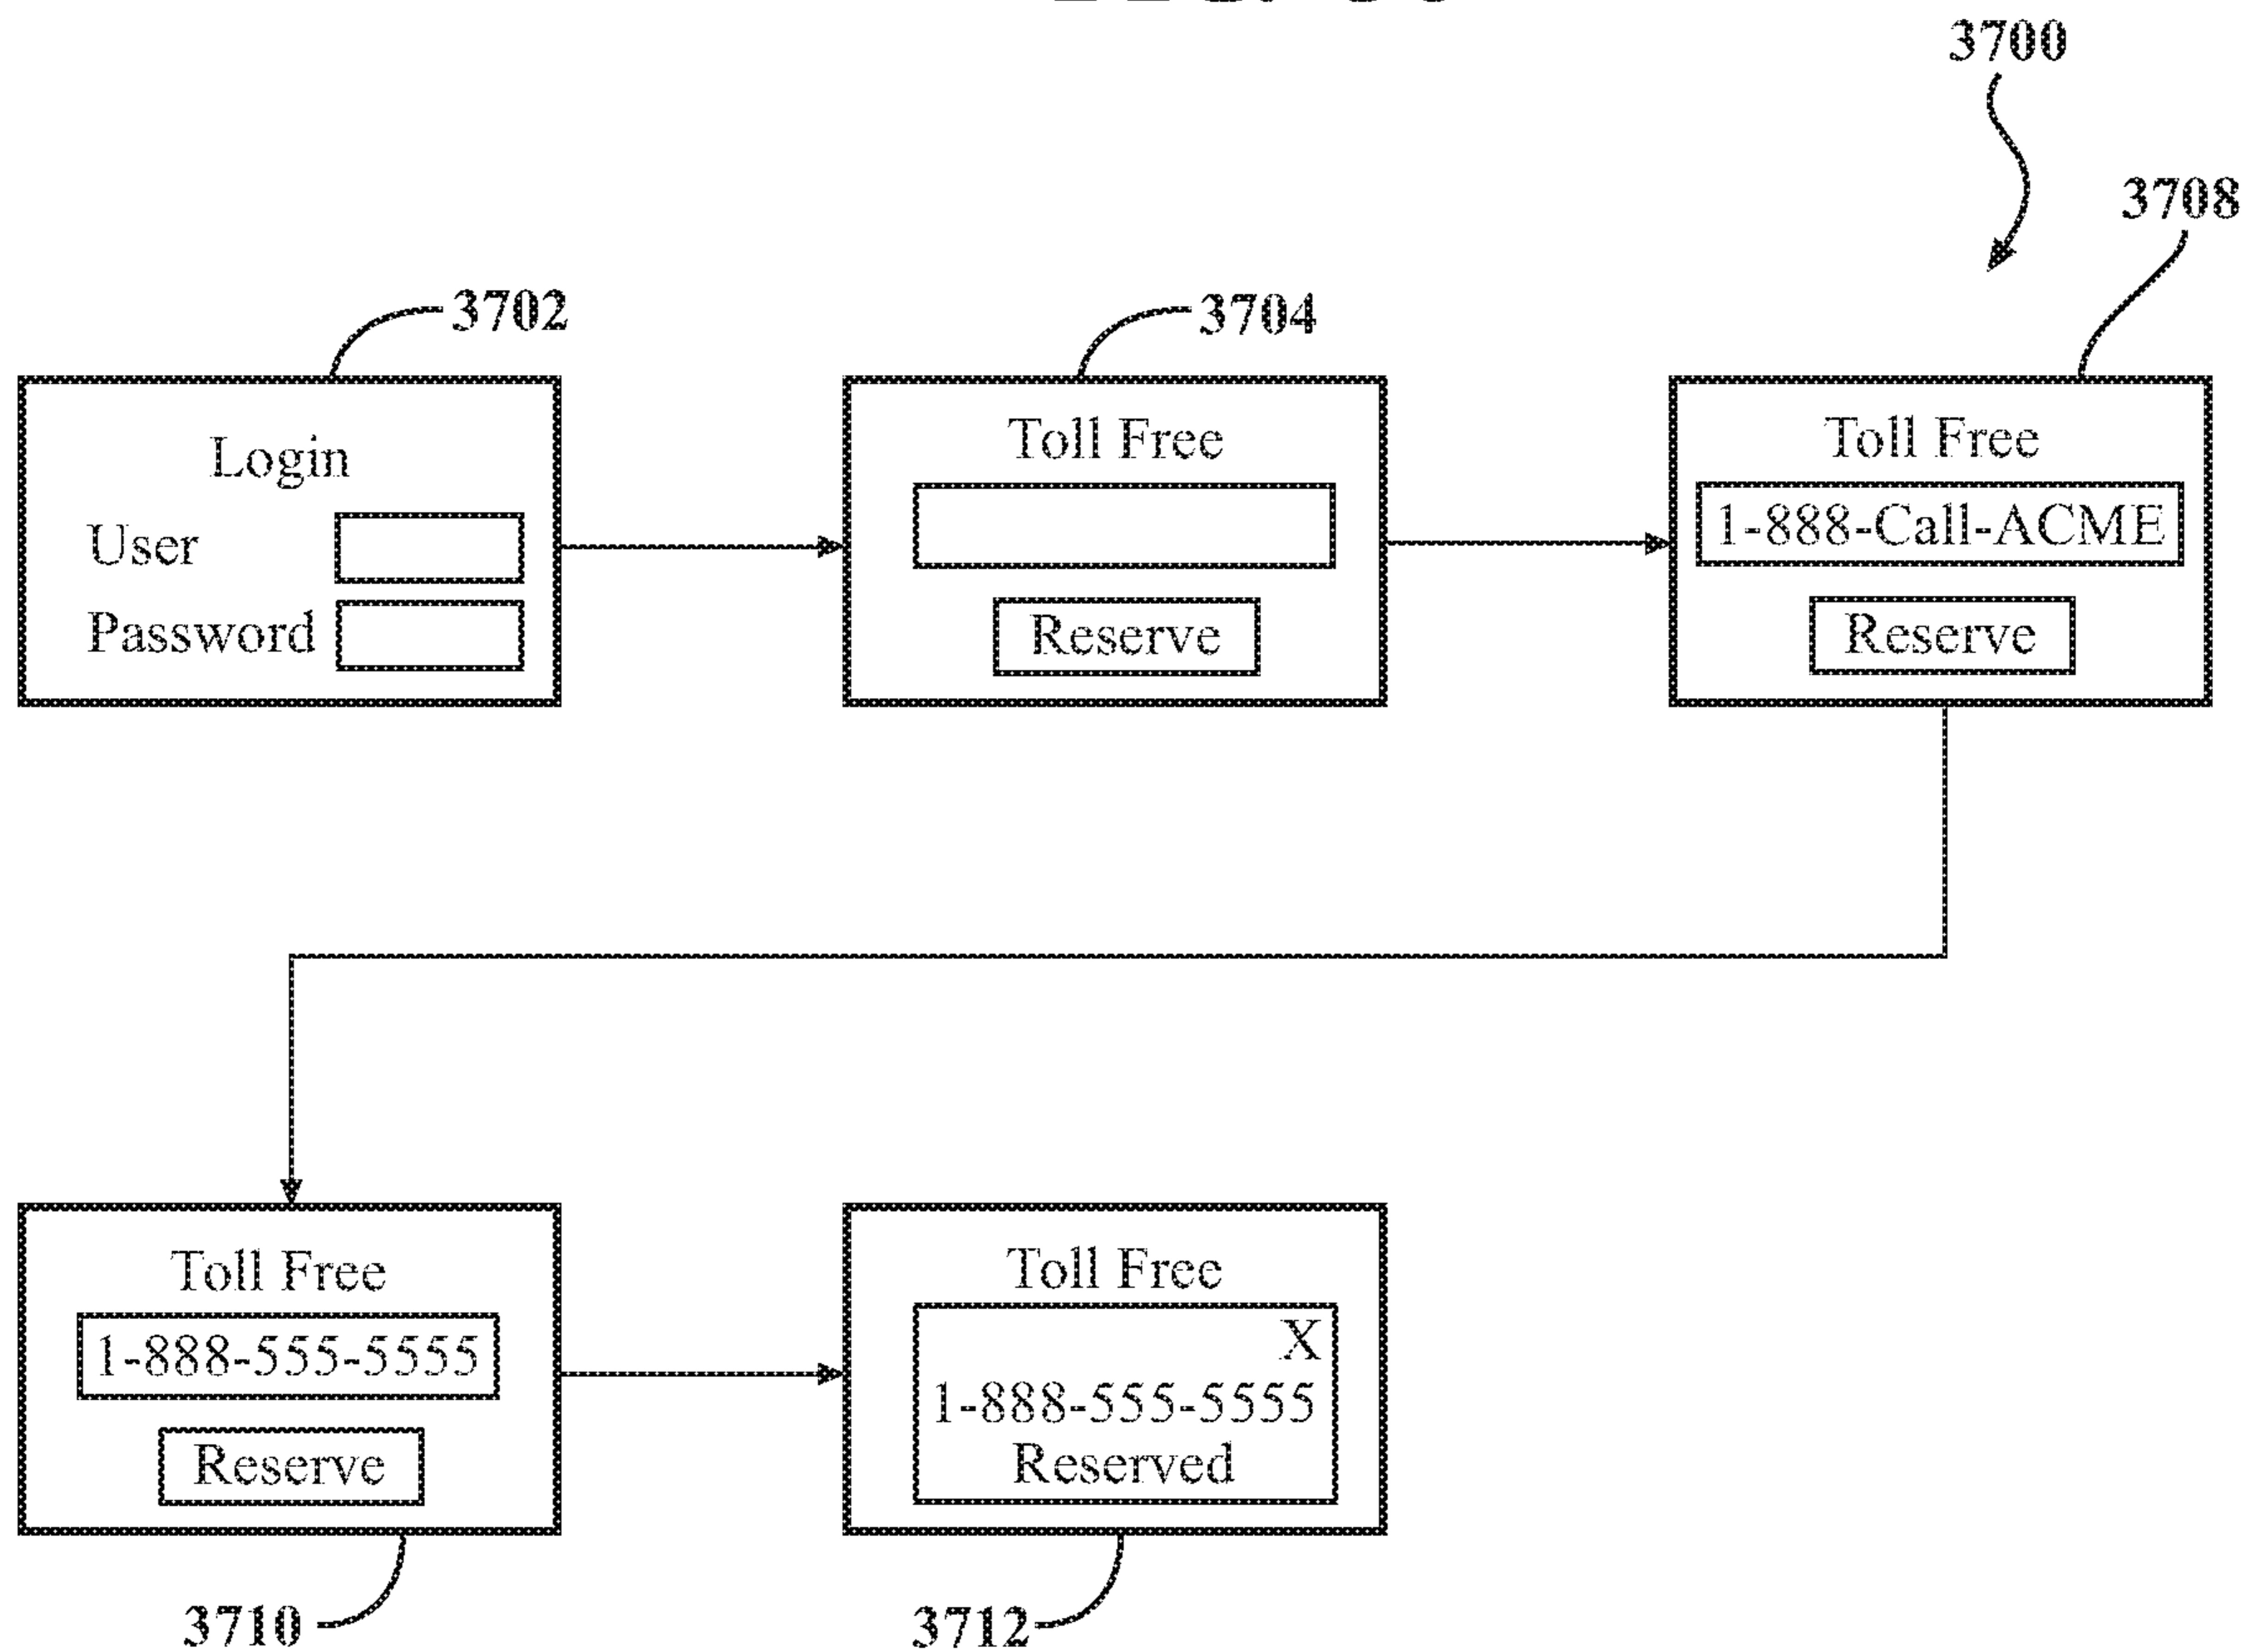 3700
3708
3702
3704
Login
User
Password
Toll Free
Reserve
Toll Free
1-888-Call-ACME
Reserve
Toll Free
1-888-555-5555
Reserve
Toll Free
X
1-888-555-5555
Reserved
3710
3712